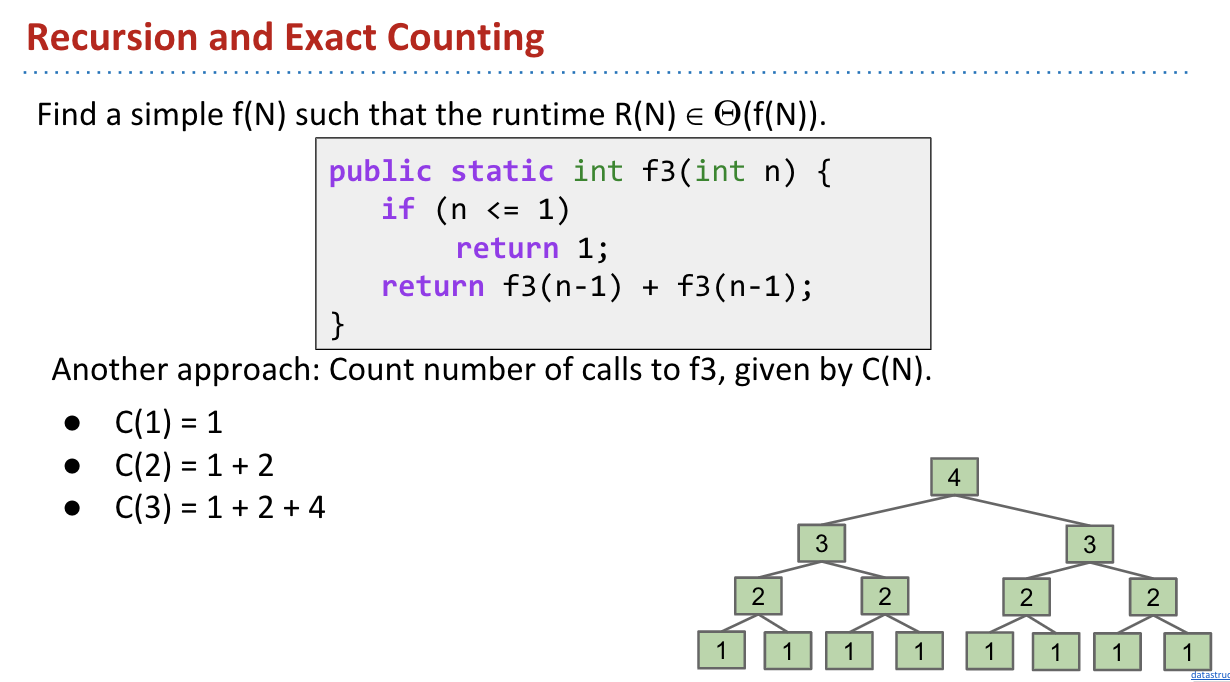 Recursion and Exact Counting
Find a simple f(N) such that the runtime R(N) ∈ Θ(f(N)).
public static int f3(int n) {
if (n <= 1)
return 1;
return f3(n-1) + f3(n-1);
}
Another approach: Count number of calls to f3, given by C(N).
● C(1) = 1
● C(2) = 1 + 2
● C(3) = 1 + 2 + 4
4
3 3
2 2 2 2
1 1 1 1 1 1 1 1
datastruc